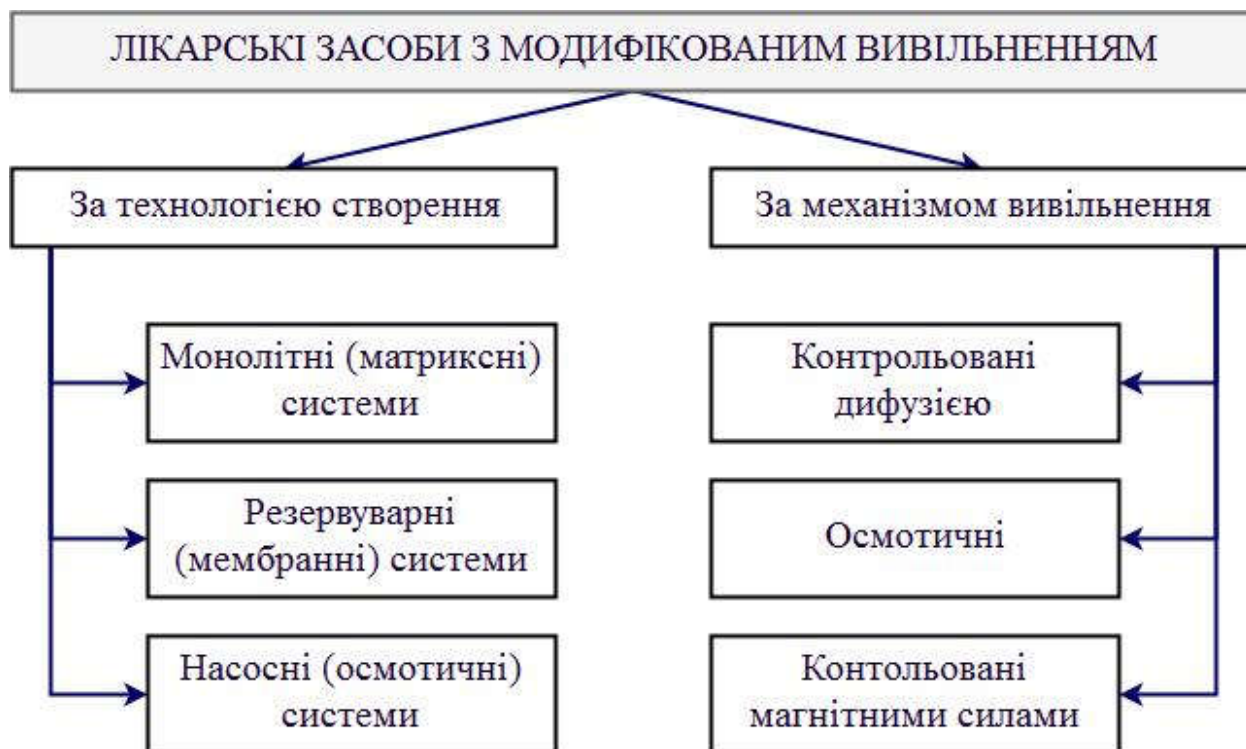 ЛІКАРСЬКІ ЗАСОБИ З МОДИФІКОВАНИМ ВИВІЛЬНЕННЯМ
За технологією створення
За механізмом вивільнення
Монолітні (матриксні)
системи
Контрольовані
дифузією
Резервуарні
(мембранні) системи
Осмотичні
Насосні (осмотичні)
системи
Контольовані
магнітними силами